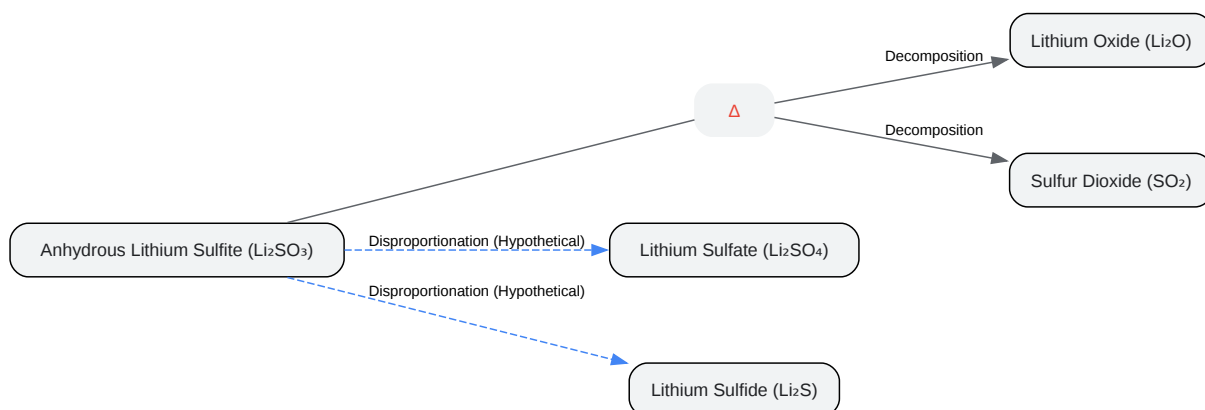 Lithium Oxide (Li₂O)
Decomposition
Δ
Decomposition
Sulfur Dioxide (SO₂)
Anhydrous Lithium Sulfite (Li₂SO₃)
Disproportionation (Hypothetical)
Lithium Sulfate (Li₂SO₄)
Disproportionation (Hypothetical)
Lithium Sulfide (Li₂S)